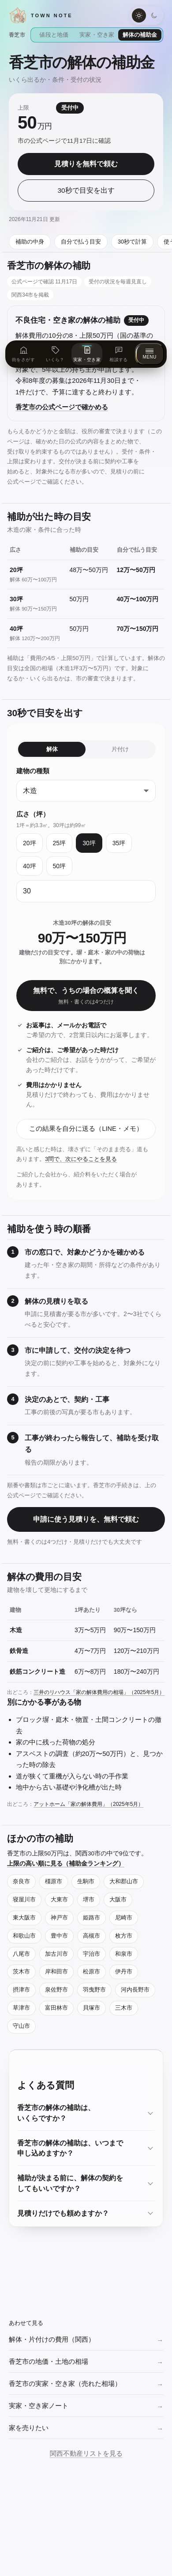 TOWN NOTE
香芝市
値段と地価
実家・空き家
解体の補助金
香芝市の解体の補助金
いくら出るか・条件・受付の状況
上限
受付中
50万円
市の公式ページで11月17日に確認
見積りを無料で頼む
30秒で目安を出す
2026年11月21日 更新
補助の中身
自分で払う目安
30秒で計算
香芝市の解体の補助金
公式ページで確認 11月17日
受付の状況を毎週見直し
関西34市を掲載
不良住宅・空き家の解体の補助
受付中
解体費用の10分の8・上限50万円（国の基準の
街をさがす
いくら？
実家・空き家
相談する
MENU
対象で、5年以上の持ち主が申請します。
令和8年度の募集は2026年11月30日まで・
1件だけで、予算に達すると終わります。
香芝市の公式ページで確かめる
もらえるかどうかと金額は、役所の審査で決まります（この
ページは、確かめた日の公式の内容をまとめた物で、
受け取りを約束するものではありません）。受付・条件・
上限は変わります。交付が決まる前に契約や工事を
始めると、対象外になる市が多いので、見積りの前に
公式ページでご確認ください。
補助が出た時の目安
木造の家・条件に合った時
広さ
補助の目安
自分で払う目安
20坪
48万〜50万円
12万〜50万円
解体 60万〜100万円
30坪
50万円
40万〜100万円
解体 90万〜150万円
40坪
50万円
70万〜150万円
解体 120万〜200万円
補助は「費用の4/5・上限50万円」で計算しています。解体の
目安は全国の相場（木造1坪3万〜5万円）です。対象に
なるか・いくら出るかは、市の審査で決まります。
30秒で目安を出す
解体
片付け
建物の種類
木造
広さ（坪）
1坪＝約3.3㎡。30坪は約99㎡
20坪
25坪
30坪
35坪
40坪
50坪
30
木造30坪の解体の目安
90万〜150万円
建物だけの目安です。塀・庭木・家の中の荷物は
別にかかります。
無料で、うちの場合の概算を聞く
無料・書くのは4つだけ
お返事は、メールかお電話で
ご希望の方で、2営業日以内にお返事します。
ご紹介は、ご希望があった時だけ
会社のご紹介は、お話をうかがって、ご希望が
あった時だけです。
費用はかかりません
見積りだけで終わっても、費用はかかりませ
ん。
この結果を自分に送る（LINE・メモ）
高いと感じた時は、壊さずに「そのまま売る」道も
あります。3問で、次にやることを見る
ご紹介した会社から、紹介料をいただく場合が
あります。
補助を使う時の順番
1
市の窓口で、対象かどうかを確かめる
建った年・空き家の期間・所得などの条件があり
ます。
2
解体の見積りを取る
申請に見積書が要る市が多いです。2〜3社でくら
べると安心です。
3
市に申請して、交付の決定を待つ
決定の前に契約や工事を始めると、対象外になり
ます。
4
決定のあとで、契約・工事
工事の前後の写真が要る市もあります。
5
工事が終わったら報告して、補助を受け取
る
報告の期限があります。
順番や書類は市ごとに違います。香芝市の手続きは、上の
公式ページでご確認ください。
申請に使う見積りを、無料で頼む
無料・書くのは4つだけ・見積りだけでも大丈夫です
解体の費用の目安
建物を壊して更地にするまで
建物
1坪あたり
30坪なら
木造
3万〜5万円
90万〜150万円
鉄骨造
4万〜7万円
120万〜210万円
鉄筋コンクリート造
6万〜8万円
180万〜240万円
出どころ：三井のリハウス「家の解体費用の相場」（2025年5月）
別にかかる事がある物
ブロック塀・庭木・物置・土間コンクリートの撤
去
家の中に残った荷物の処分
アスベストの調査（約20万〜50万円）と、見つか
った時の除去
道が狭くて重機が入らない時の手作業
地中から古い基礎や浄化槽が出た時
出どころ：アットホーム「家の解体費用」（2025年5月）
ほかの市の補助
香芝市の上限50万円は、関西30市の中で9位です。
上限の高い順に見る（補助金ランキング）
奈良市
橿原市
生駒市
大和郡山市
寝屋川市
大東市
堺市
大阪市
東大阪市
神戸市
姫路市
尼崎市
和歌山市
豊中市
高槻市
枚方市
八尾市
加古川市
宇治市
和泉市
茨木市
岸和田市
松原市
伊丹市
摂津市
泉佐野市
羽曳野市
河内長野市
草津市
富田林市
貝塚市
三木市
守山市
よくある質問
香芝市の解体の補助は、
いくらですか？
香芝市の解体の補助は、いつまで
申し込めますか？
補助が決まる前に、解体の契約を
してもいいですか？
見積りだけでも頼めますか？
あわせて見る
解体・片付けの費用（関西）
香芝市の地価・土地の相場
香芝市の実家・空き家（売れた相場）
実家・空き家ノート
家を売りたい
関西不動産リストを見る